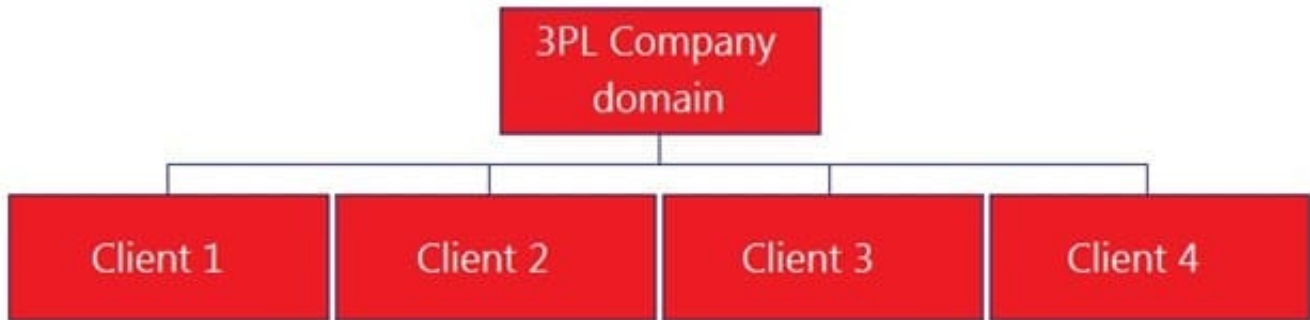 3PL Company
domain
Client 1
Client 2
Client 3
Client 4